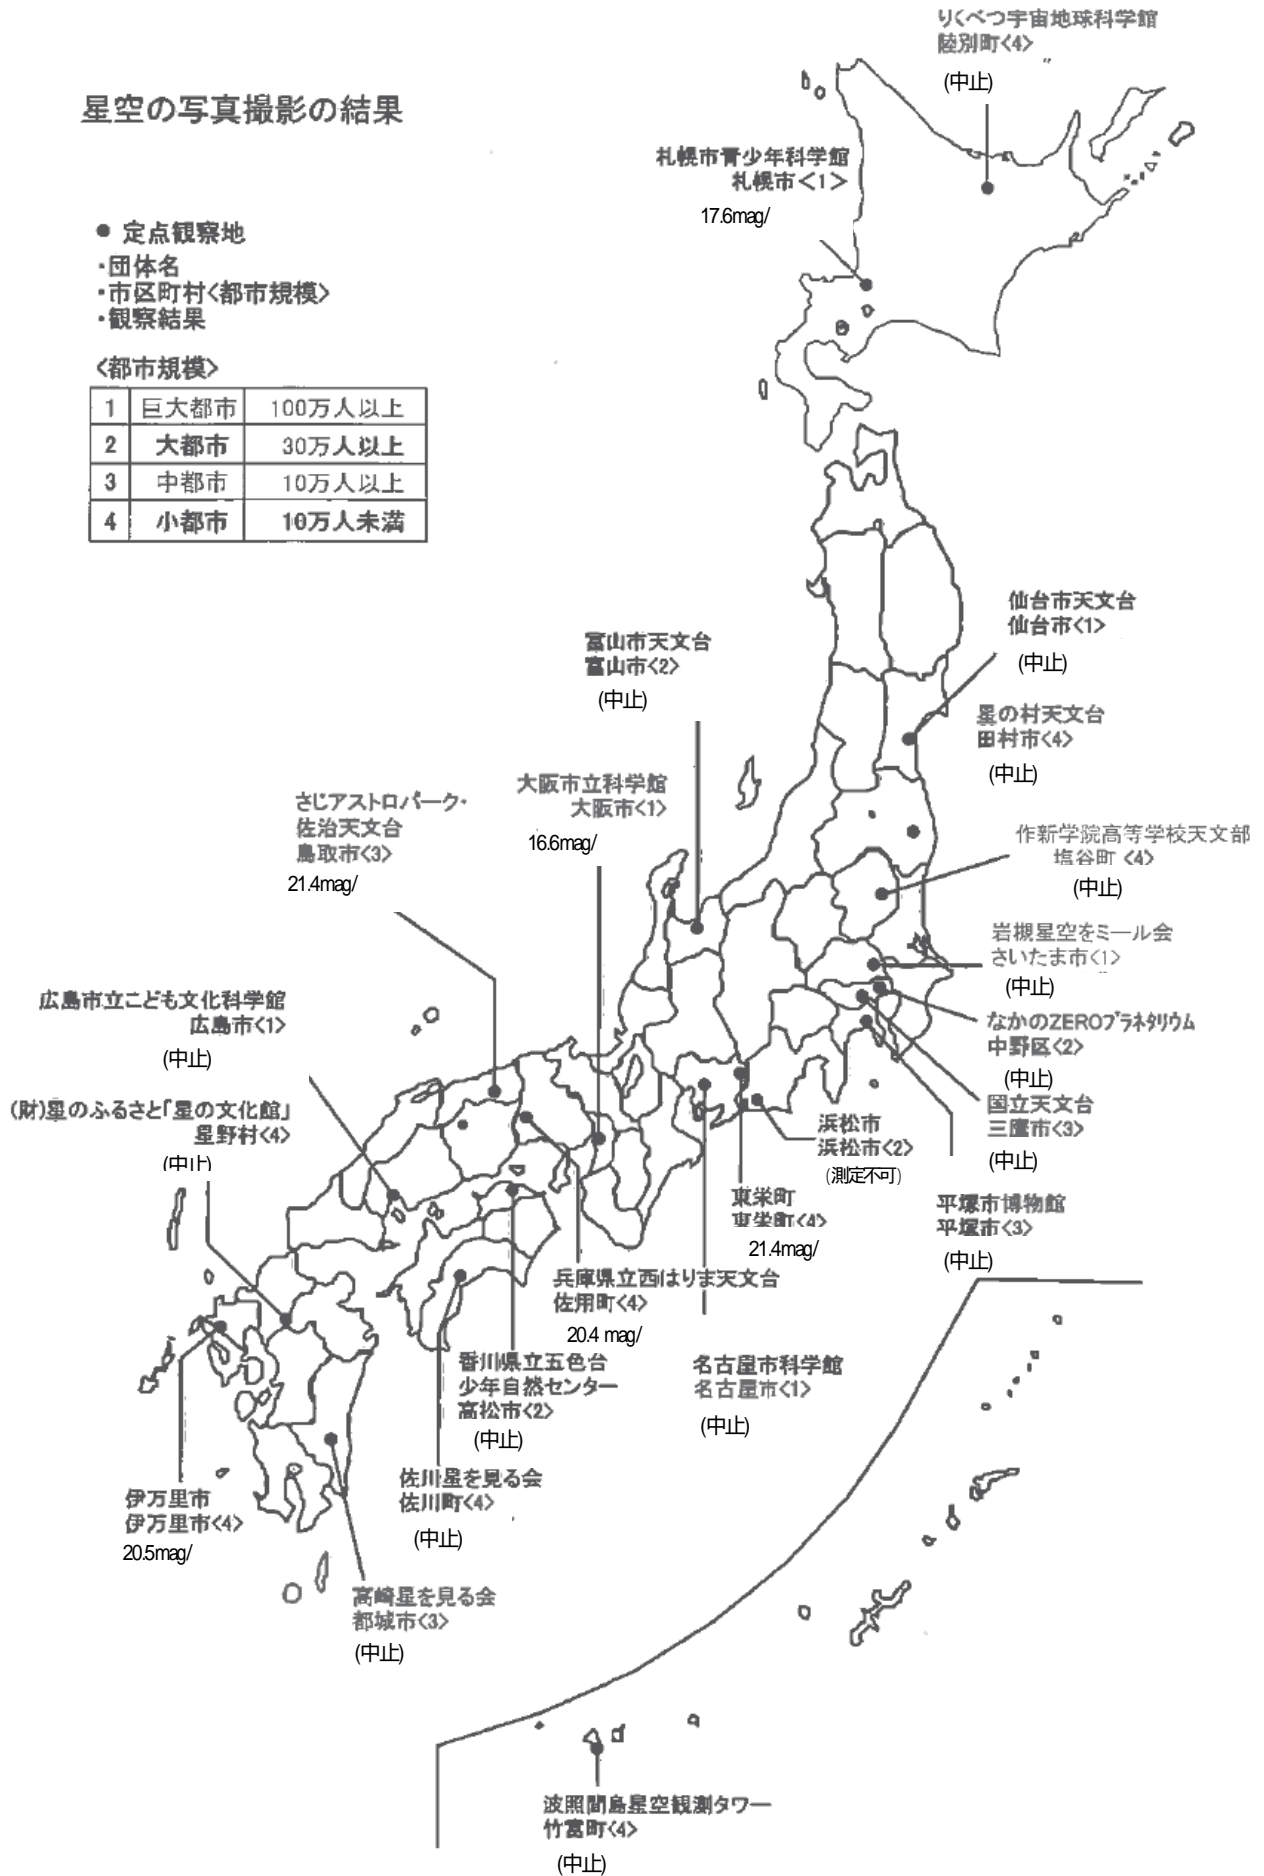 りくべつ宇宙地球科学館
陸別町<4>
(中止)
星空の写真撮影の結果
札幌市青少年科学館
札幌市<1>
17.6mag/
● 定点観察地
・団体名
・市区町村<都市規模>
・観察結果
<都市規模>
1 巨大都市 100万人以上
2 大都市 30万人以上
3 中都市 10万人以上
4 小都市 10万人未満
仙台市天文台
仙台市<1>
(中止)
富山市天文台
富山市<2>
(中止)
星の村天文台
田村市<4>
(中止)
大阪市立科学館
大阪市<1>
16.6mag/
さじアストロパーク・
佐治天文台
鳥取市<3>
21.4mag/
作新学院高等学校天文部
塩谷町 <4>
(中止)
岩槻星空をミール会
さいたま市<1>
(中止)
広島市立こども文化科学館
広島市<1>
(中止)
なかのZEROプラネタリウム
中野区<2>
(中止)
国立天文台
三鷹市<3>
(中止)
(財)星のふるさと「星の文化館」
星野村<4>
(中止)
浜松市
浜松市<2>
(測定不可)
東栄町
東栄町<4>
21.4mag/
平塚市博物館
平塚市<3>
(中止)
兵庫県立西はりま天文台
佐用町<4>
20.4 mag/
香川県立五色台
少年自然センター
高松市<2>
(中止)
名古屋市科学館
名古屋市<1>
(中止)
佐川星を見る会
佐川町<4>
(中止)
伊万里市
伊万里市<4>
20.5mag/
高崎星を見る会
都城市<3>
(中止)
波照間島星空観測タワー
竹富町<4>
(中止)